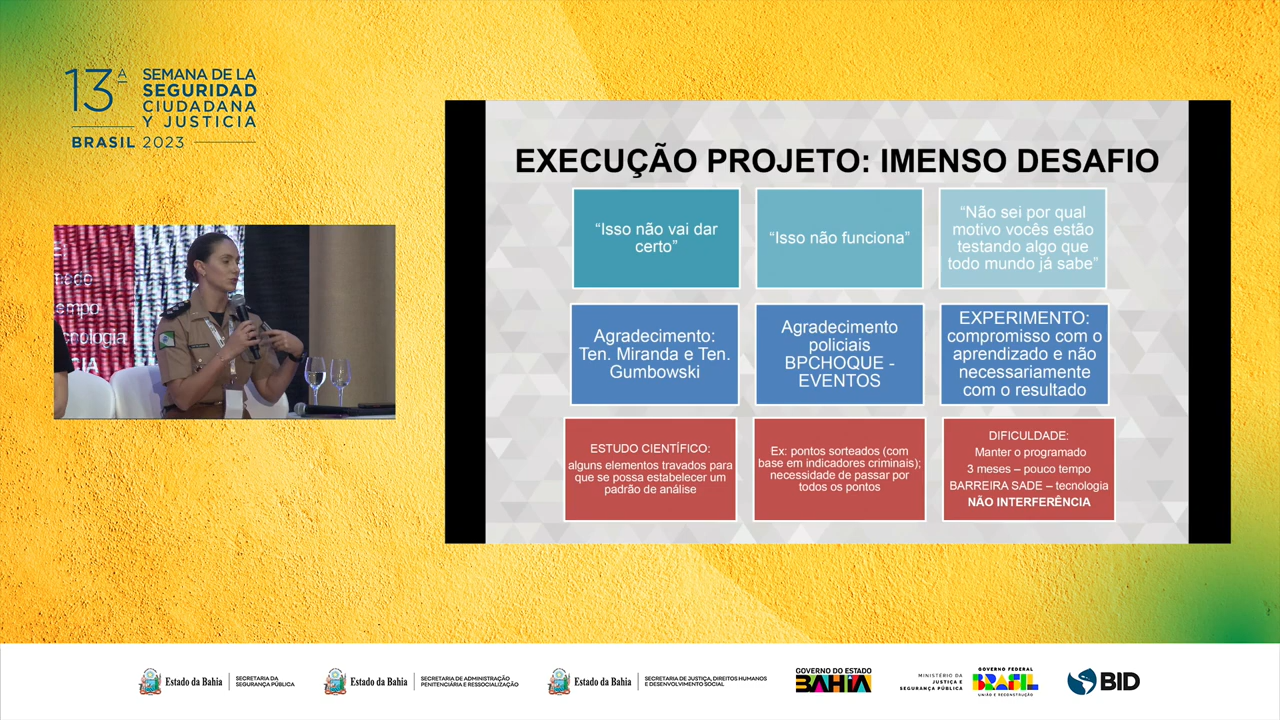 13ª
SEMANA DE LA
SEGURIDAD
CIUDADANA
Y JUSTICIA
BRASIL 2023
EXECUÇÃO PROJETO: IMENSO DESAFIO
“Isso não vai dar
certo”
“Isso não funciona”
“Não sei por qual
motivo vocês estão
testando algo que
todo mundo já sabe”
Agradecimento:
Ten. Miranda e Ten.
Gumbowski
Agradecimento
policiais
BPCHOQUE -
EVENTOS
EXPERIMENTO:
compromisso com o
aprendizado e não
necessariamente
com o resultado
ESTUDO CIENTÍFICO:
alguns elementos travados para
que se possa estabelecer um
padrão de análise
Ex: pontos sorteados (com
base em indicadores criminais);
necessidade de passar por
todos os pontos
DIFICULDADE:
Manter o programado
3 meses – pouco tempo
BARREIRA SADE – tecnologia
NÃO INTERFERÊNCIA
empo
cnologia
CIA
Estado da Bahia
SECRETARIA DA
SEGURANÇA PÚBLICA
Estado da Bahia
SECRETARIA DE ADMINISTRAÇÃO
PENITENCIÁRIA E RESSOCIALIZAÇÃO
Estado da Bahia
SECRETARIA DE JUSTIÇA, DIREITOS HUMANOS
E DESENVOLVIMENTO SOCIAL
GOVERNO DO ESTADO
BAHIA
MINISTÉRIO DA
JUSTIÇA E
SEGURANÇA PÚBLICA
GOVERNO FEDERAL
BRASIL
UNIÃO E RECONSTRUÇÃO
BID